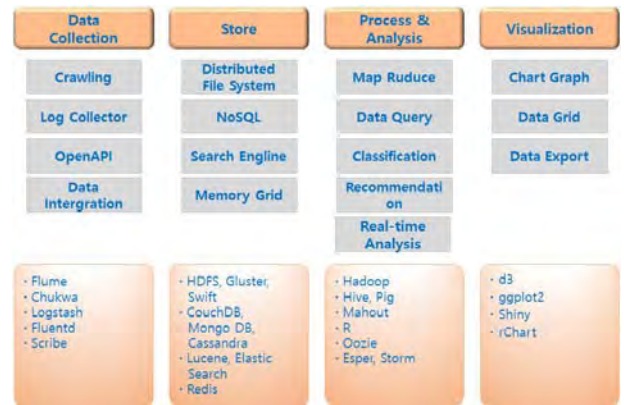 Data
Collection
Crawling
Log Collector
OpenAPI
Data
Intergration
· Flume
· Chukwa
· Logstash
· Fluentd
· Scribe
Store
Distributed
File System
NoSQL
Search Engline
Memory Grid
· HDFS, Gluster,
Swift
· CouchDB,
Mongo DB,
Cassandra
· Lucene, Elastic
Search
· Redis
Process &
Analysis
Map Ruduce
Data Query
Classification
Recommendati
on
Real-time
Analysis
· Hadoop
· Hive, Pig
· Mahout
· R
· Oozie
· Esper, Storm
Visualization
Chart Graph
Data Grid
Data Export
· d3
· ggplot2
· Shiny
· rChart